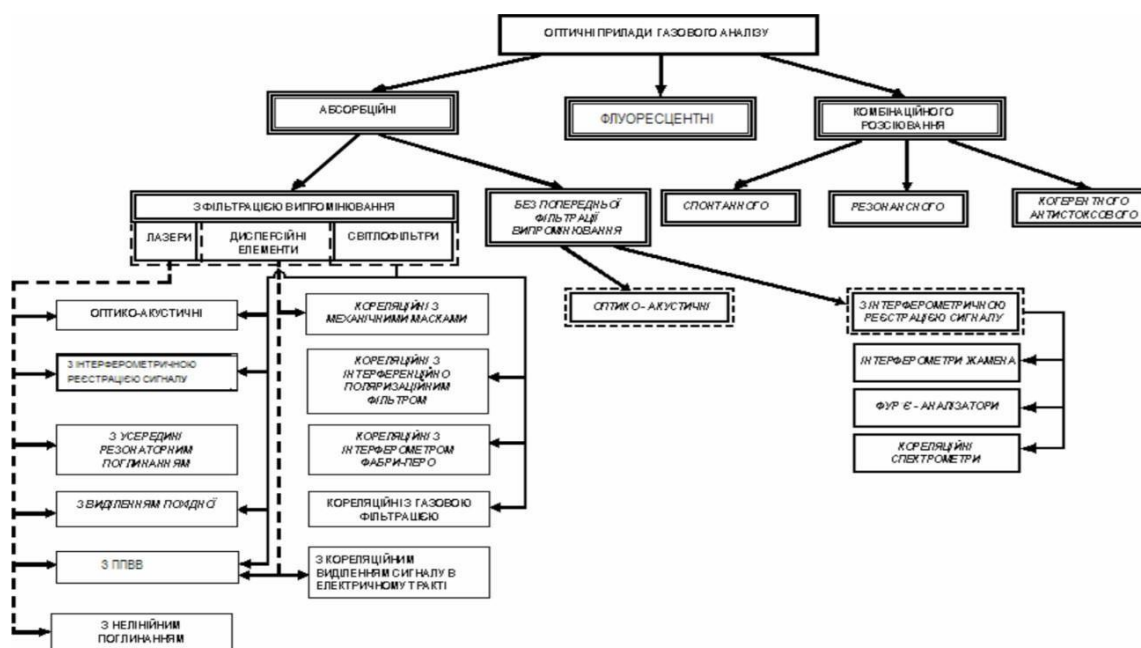 ОПТИЧНІ ПРИЛАДИ ГАЗОВОГО АНАЛІЗУ
АБСОРБЦІЙНІ
ФЛУОРЕСЦЕНТНІ
КОМБІНАЦІЙНОГО
РОЗСІЮВАННЯ
З ФІЛЬТРАЦІЄЮ ВИПРОМІНЮВАННЯ
ЛАЗЕРИ
ДИСПЕРСІЙНІ
ЕЛЕМЕНТИ
СВІТЛОФІЛЬТРИ
БЕЗ ПОПЕРЕДНЬОЇ
ФІЛЬТРАЦІЇ
ВИПРОМІНЮВАННЯ
СПОНТАННОГО
РЕЗОНАНСНОГО
КОГЕРЕНТНОГО
АНТИСТОКСОВОГО
ОПТИКО-АКУСТИЧНІ
З ІНТЕРФЕРОМЕТРИЧНОЮ
РЕЄСТРАЦІЄЮ СИГНАЛУ
З УСЕРЕДИНІ
РЕЗОНАТОРНИМ
ПОГЛИНАННЯМ
З ВИДІЛЕННЯМ ПОХІДНОЇ
З ППВВ
З НЕЛІНІЙНИМ
ПОГЛИНАННЯМ
КОРЕЛЯЦІЙНІ З
МЕХАНІЧНИМИ МАСКАМИ
КОРЕЛЯЦІЙНІ З
ІНТЕРФЕРЕНЦІЙНО
ПОЛЯРИЗАЦІЙНИМ
ФІЛЬТРОМ
КОРЕЛЯЦІЙНІ З
ІНТЕРФЕРОМЕТРОМ
ФАБРИ-ПЕРО
КОРЕЛЯЦІЙНІ З ГАЗОВОЮ
ФІЛЬТРАЦІЄЮ
З КОРЕЛЯЦІЙНИМ
ВИДІЛЕННЯМ СИГНАЛУ В
ЕЛЕКТРИЧНОМУ ТРАКТІ
ОПТИКО - АКУСТИЧНІ
З ІНТЕРФЕРОМЕТРИЧНОЮ
РЕЄСТРАЦІЄЮ СИГНАЛУ
ІНТЕРФЕРОМЕТРИ ЖАМЕНА
ФУР Є - АНАЛІЗАТОРИ
КОРЕЛЯЦІЙНІ
СПЕКТРОМЕТРИ